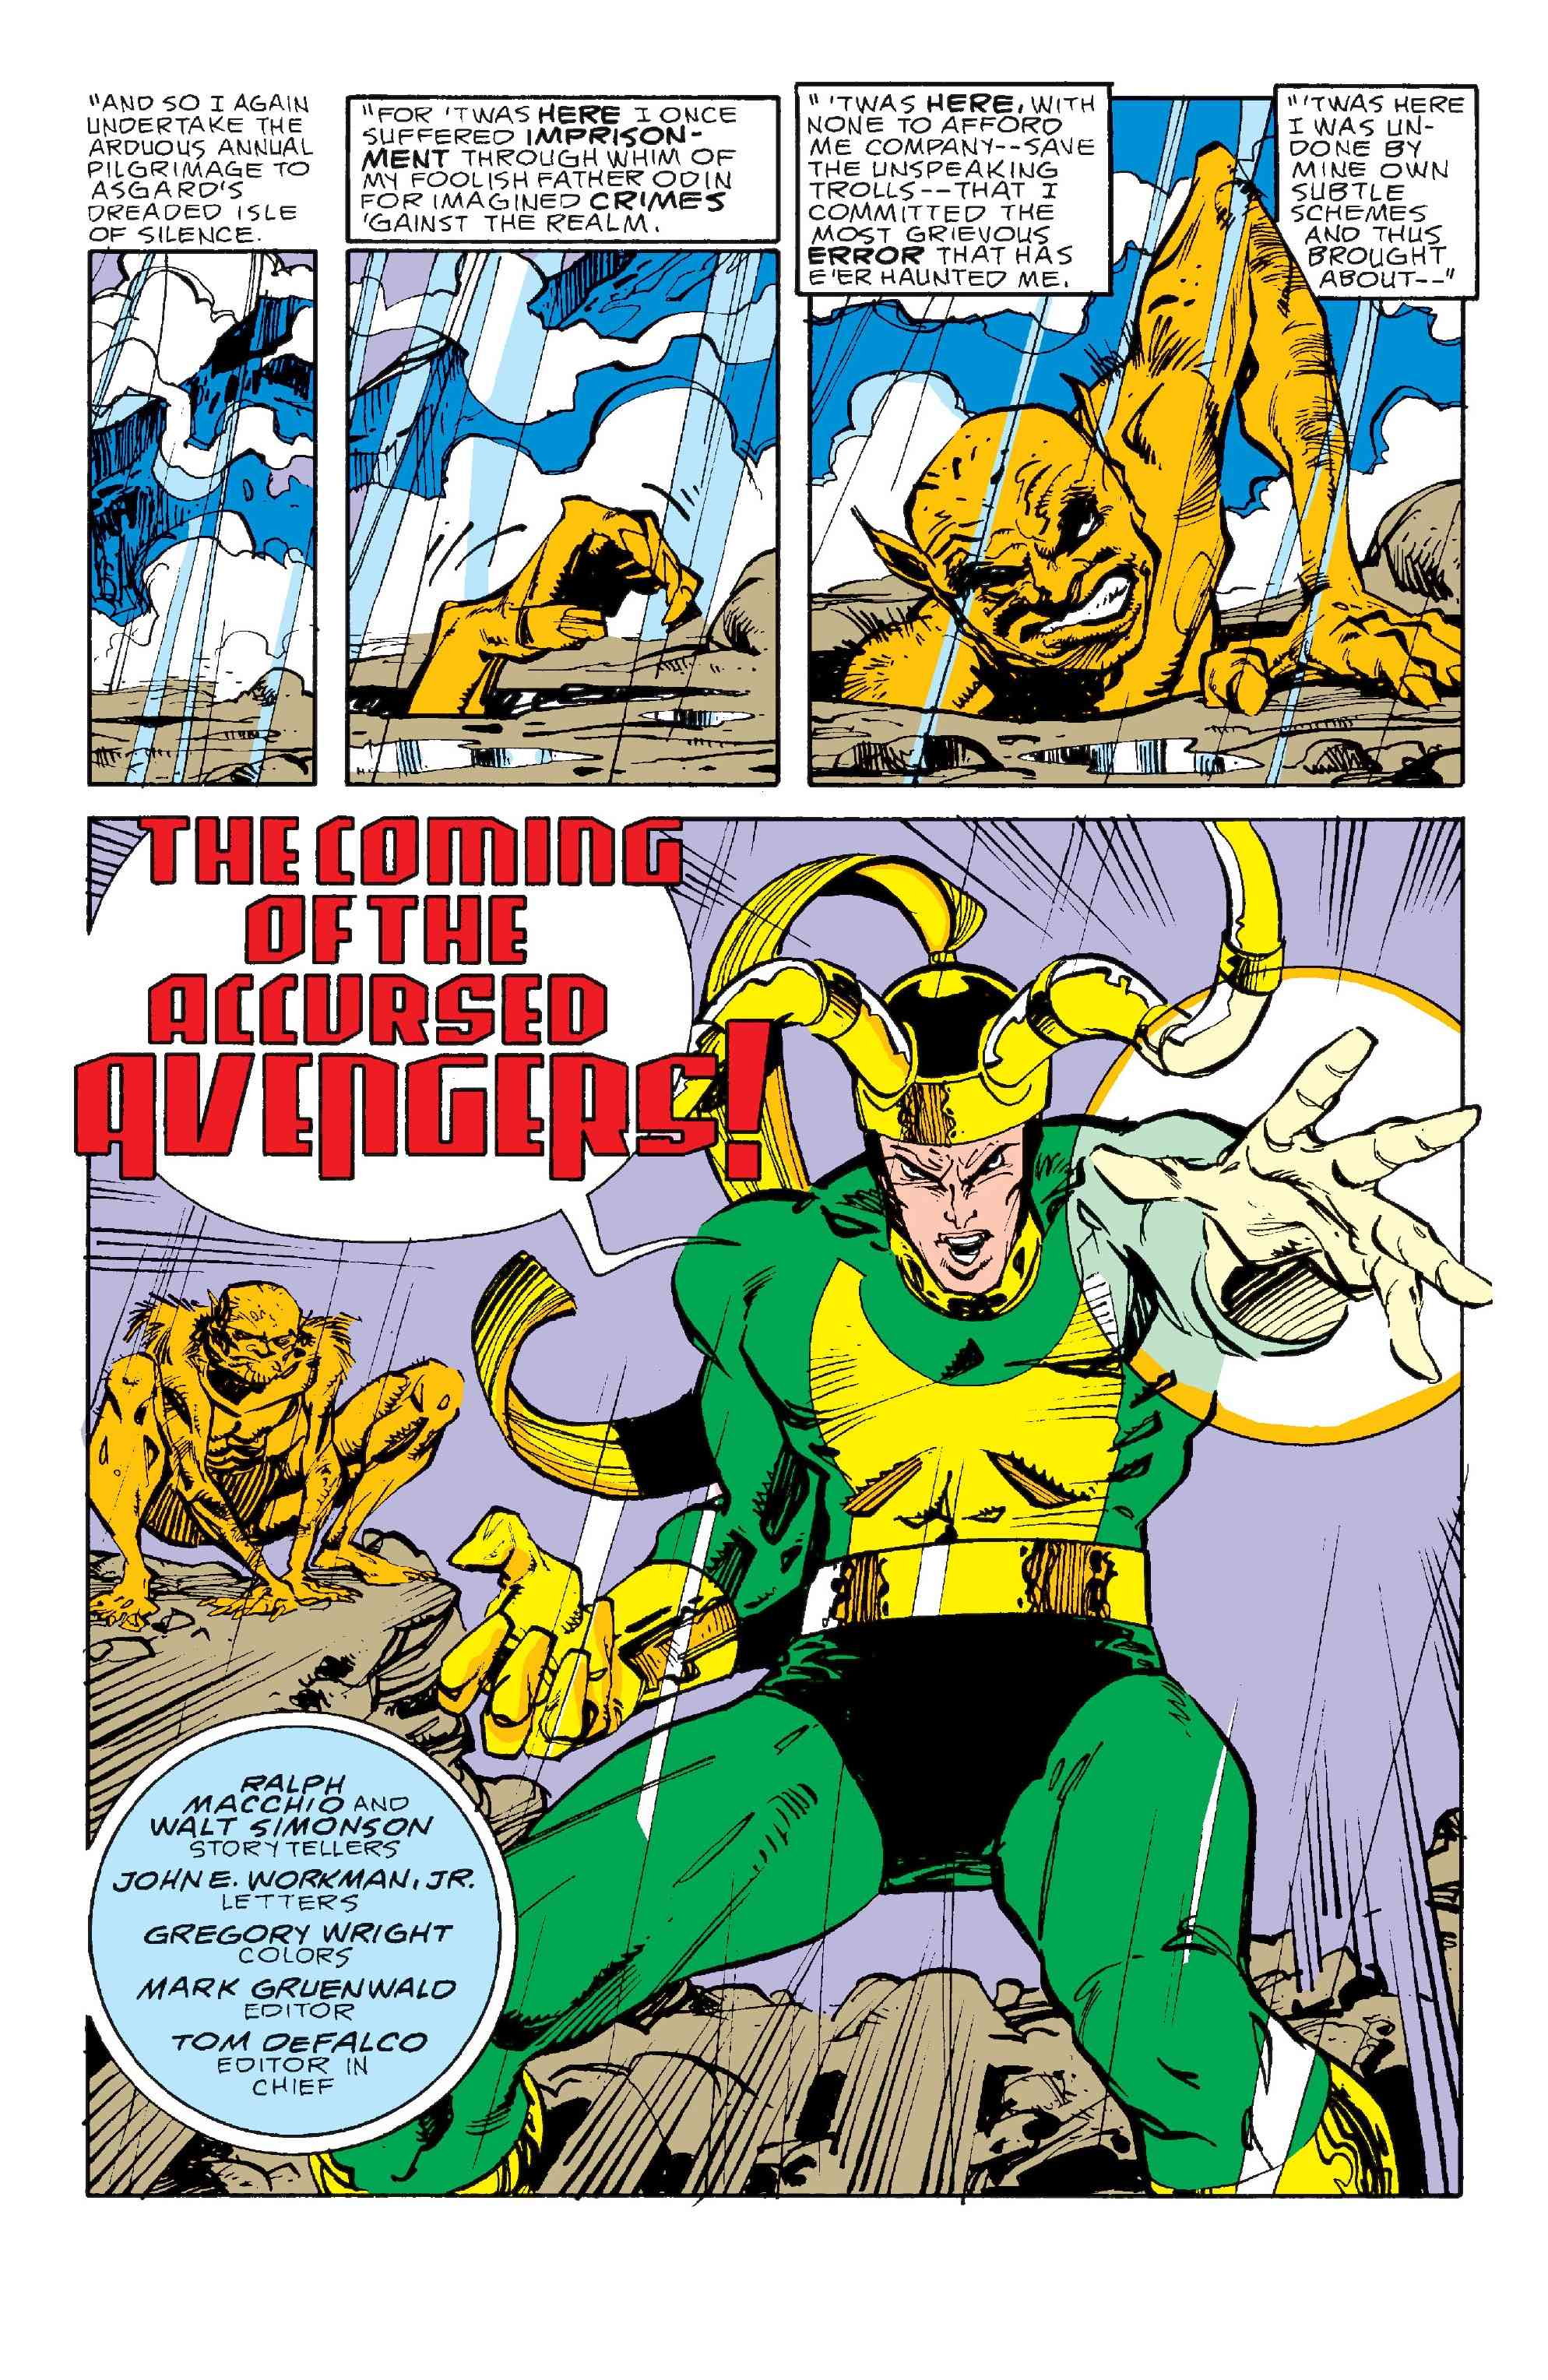 "AND SO I AGAIN
UNDERTAKE THE
ARDUOUS ANNUAL
PILGRIMAGE TO
ASGARD'S
DREADED ISLE
OF SILENCE.
"FOR 'TWAS HERE I ONCE
SUFFERED IMPRISON-
MENT THROUGH WHIM OF
MY FOOLISH FATHER ODIN
FOR IMAGINED CRIMES
'GAINST THE REALM.
"'TWAS HERE, WITH
NONE TO AFFORD
ME COMPANY--SAVE
THE UNSPEAKING
TROLLS--THAT I
COMMITTED THE
MOST GRIEVOUS
ERROR THAT HAS
E'ER HAUNTED ME.
"'TWAS HERE
I WAS UN-
DONE BY
MINE OWN
SUBTLE
SCHEMES
AND THUS
BROUGHT
ABOUT--"
THE COMING
OF THE
ACCURSED
AVENGERS!
RALPH
MACCHIO AND
WALT SIMONSON
STORYTELLERS
JOHN E. WORKMAN, JR.
LETTERS
GREGORY WRIGHT
COLORS
MARK GRUENWALD
EDITOR
TOM DEFALCO
EDITOR IN
CHIEF